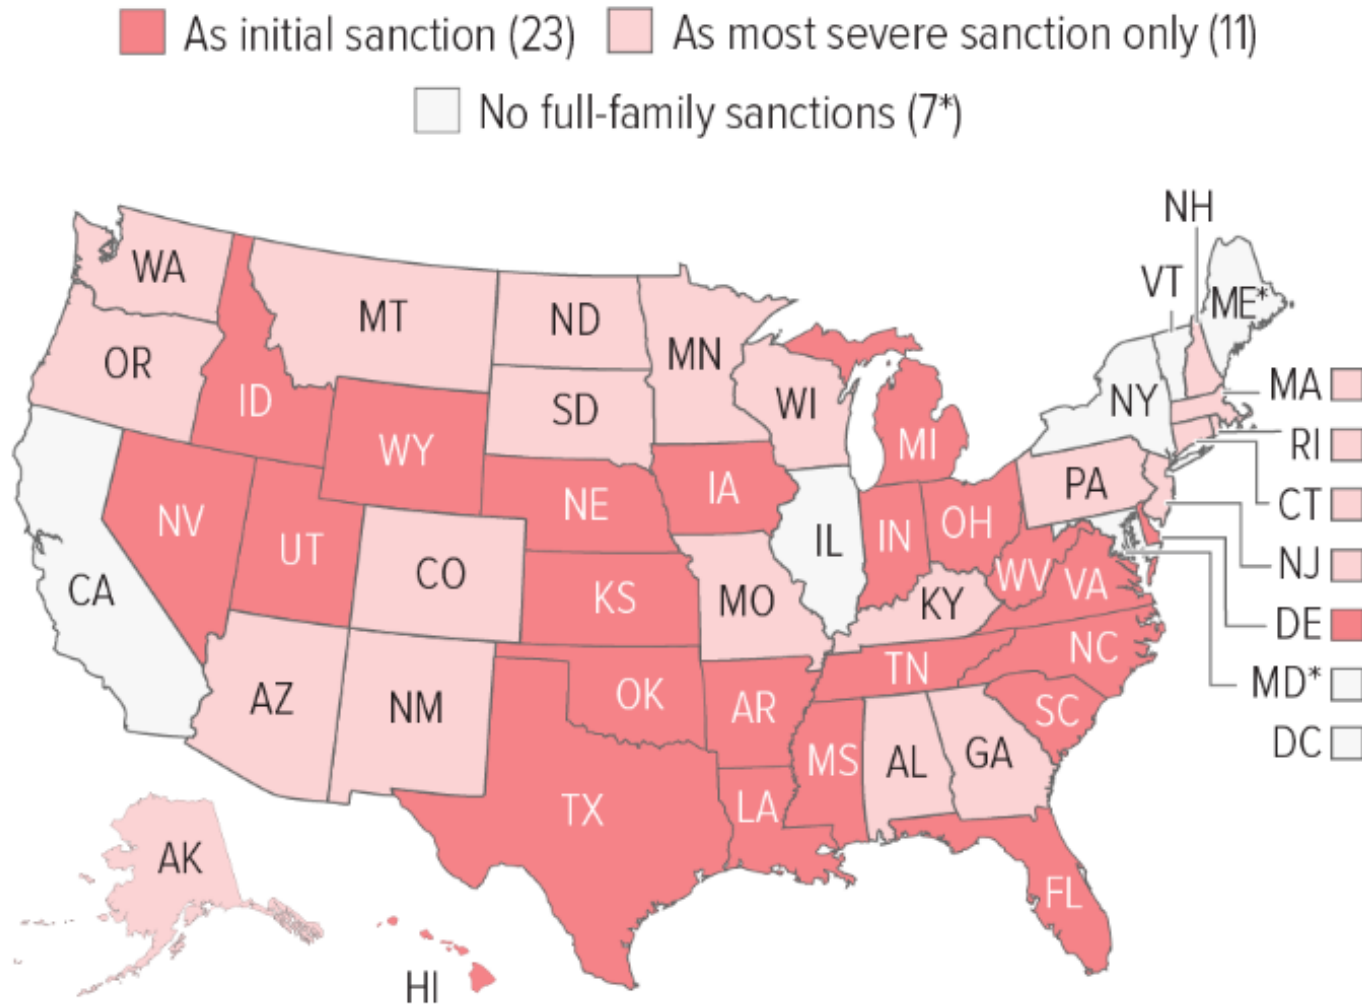 As initial sanction (23) As most severe sanction only (11)
No full-family sanctions (7*)
NH
VT
ME*
WA
MT
ND
MN
OR
ID
SD
WI
NY
MA
WY
MI
RI
PA
NV
NE
IA
CT
UT
IL
IN
OH
NJ
CO
WV
VA
CA
KS
MO
KY
DE
NC
TN
MD*
AZ
NM
OK
AR
SC
DC
MS
AL
GA
TX
LA
AK
FL
HI